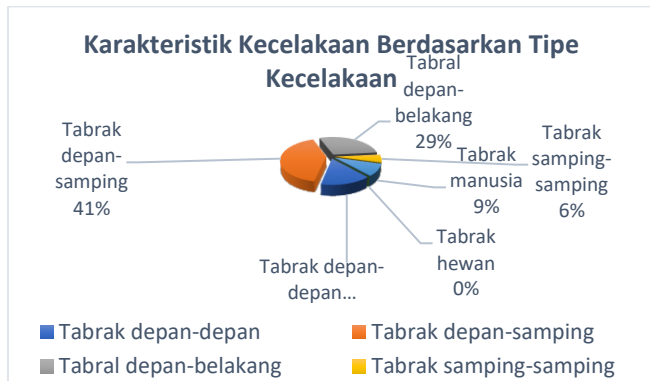 Karakteristik Kecelakaan Berdasarkan Tipe
Kecelakaan
Tabral
depan-
belakang
29%
Tabrak
depan-
samping
41%
Tabrak
samping-
samping
6%
Tabrak
manusia
9%
Tabrak
hewan
0%
Tabrak depan-
depan...
Tabrak depan-depan
Tabrak depan-samping
Tabral depan-belakang
Tabrak samping-samping